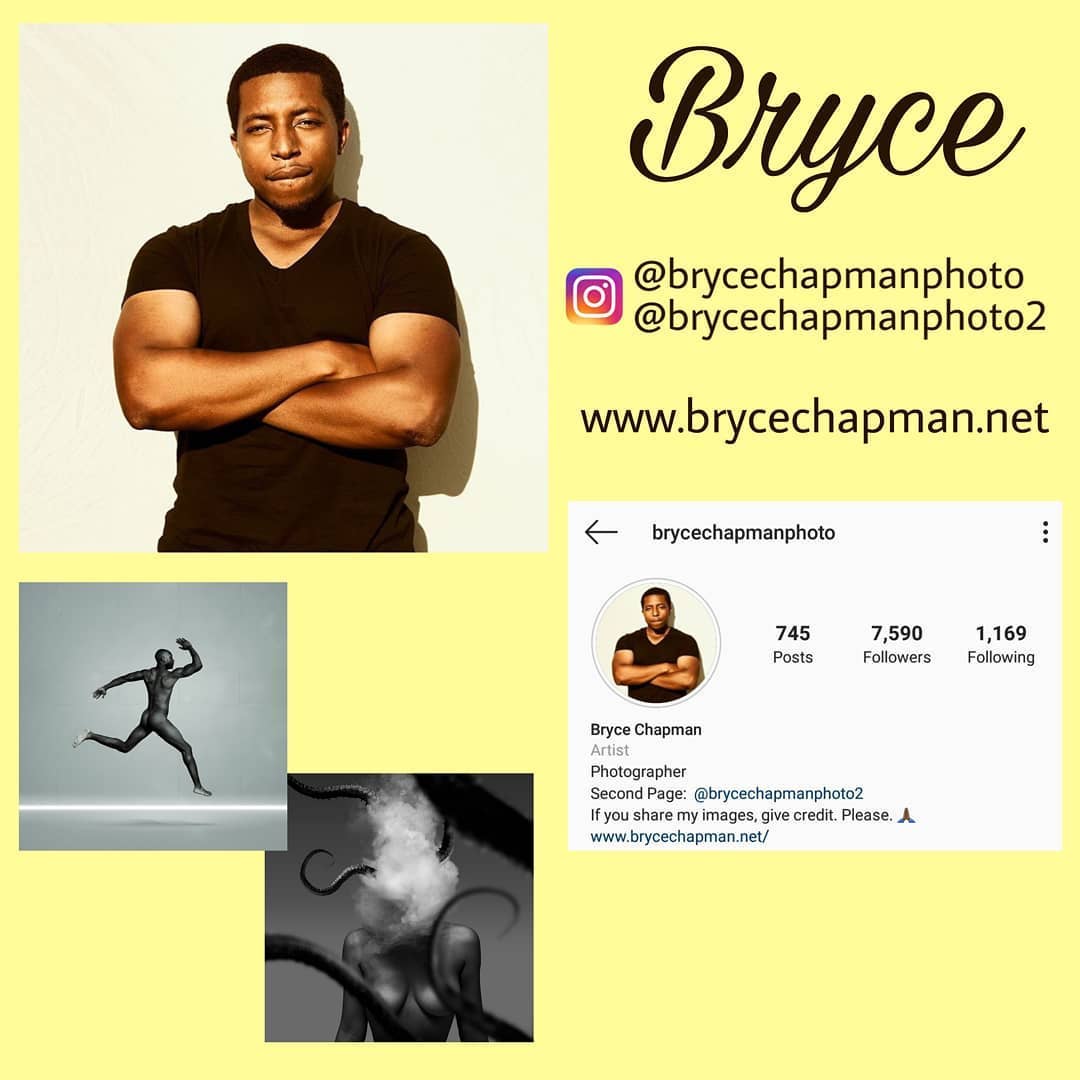 Bryce
@brycechapmanphoto
@brycechapmanphoto2
www.brycechapman.net
brycechapmanphoto
745 7,590 1,169
Posts Followers Following
Bryce Chapman
Artist
Photographer
Second Page: @brycechapmanphoto2
If you share my images, give credit. Please. 🙏🏾
www.brycechapman.net/